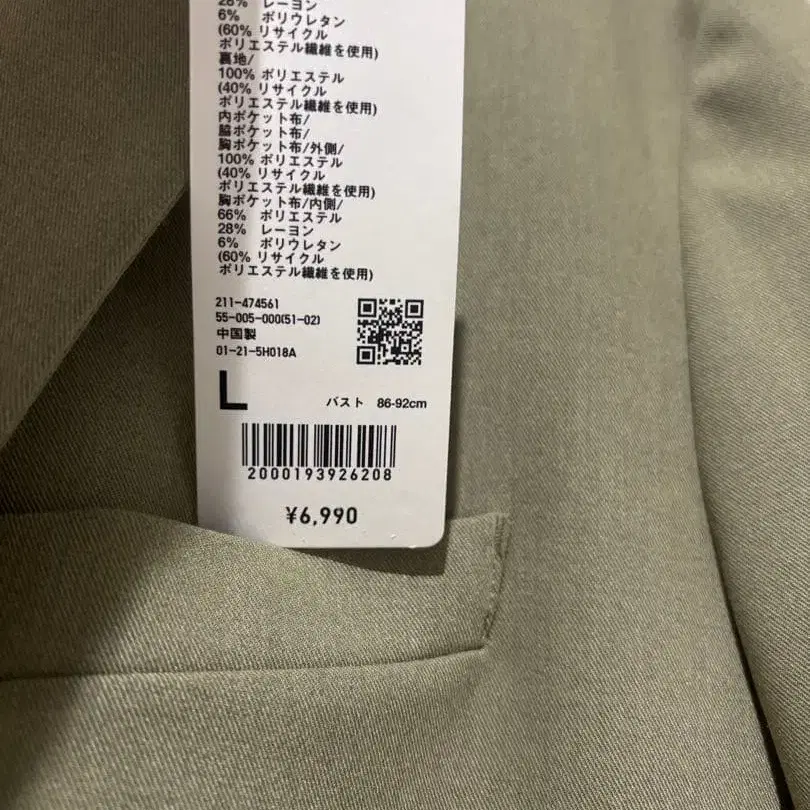 28% レーヨン
6% ポリウレタン
(60% リサイクル
ポリエステル繊維を使用)
裏地/
100% ポリエステル
(40% リサイクル
ポリエステル繊維を使用)
内ポケット布/
脇ポケット布/
胸ポケット布/外側/
100% ポリエステル
(40% リサイクル
ポリエステル繊維を使用)
胸ポケット布/内側/
66% ポリエステル
28% レーヨン
6% ポリウレタン
(60% リサイクル
ポリエステル繊維を使用)
211-474561
55-005-000(51-02)
中国製
01-21-5H018A
L バスト 86-92cm
2000193926208
¥6,990